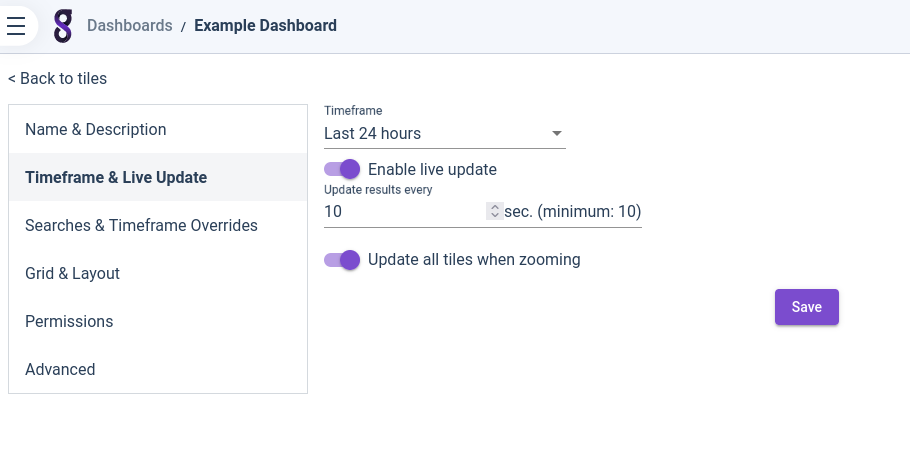 Dashboards / Example Dashboard
< Back to tiles
Name & Description
Timeframe & Live Update
Searches & Timeframe Overrides
Grid & Layout
Permissions
Advanced
Timeframe
Last 24 hours
Enable live update
Update results every
10 sec. (minimum: 10)
Update all tiles when zooming
Save